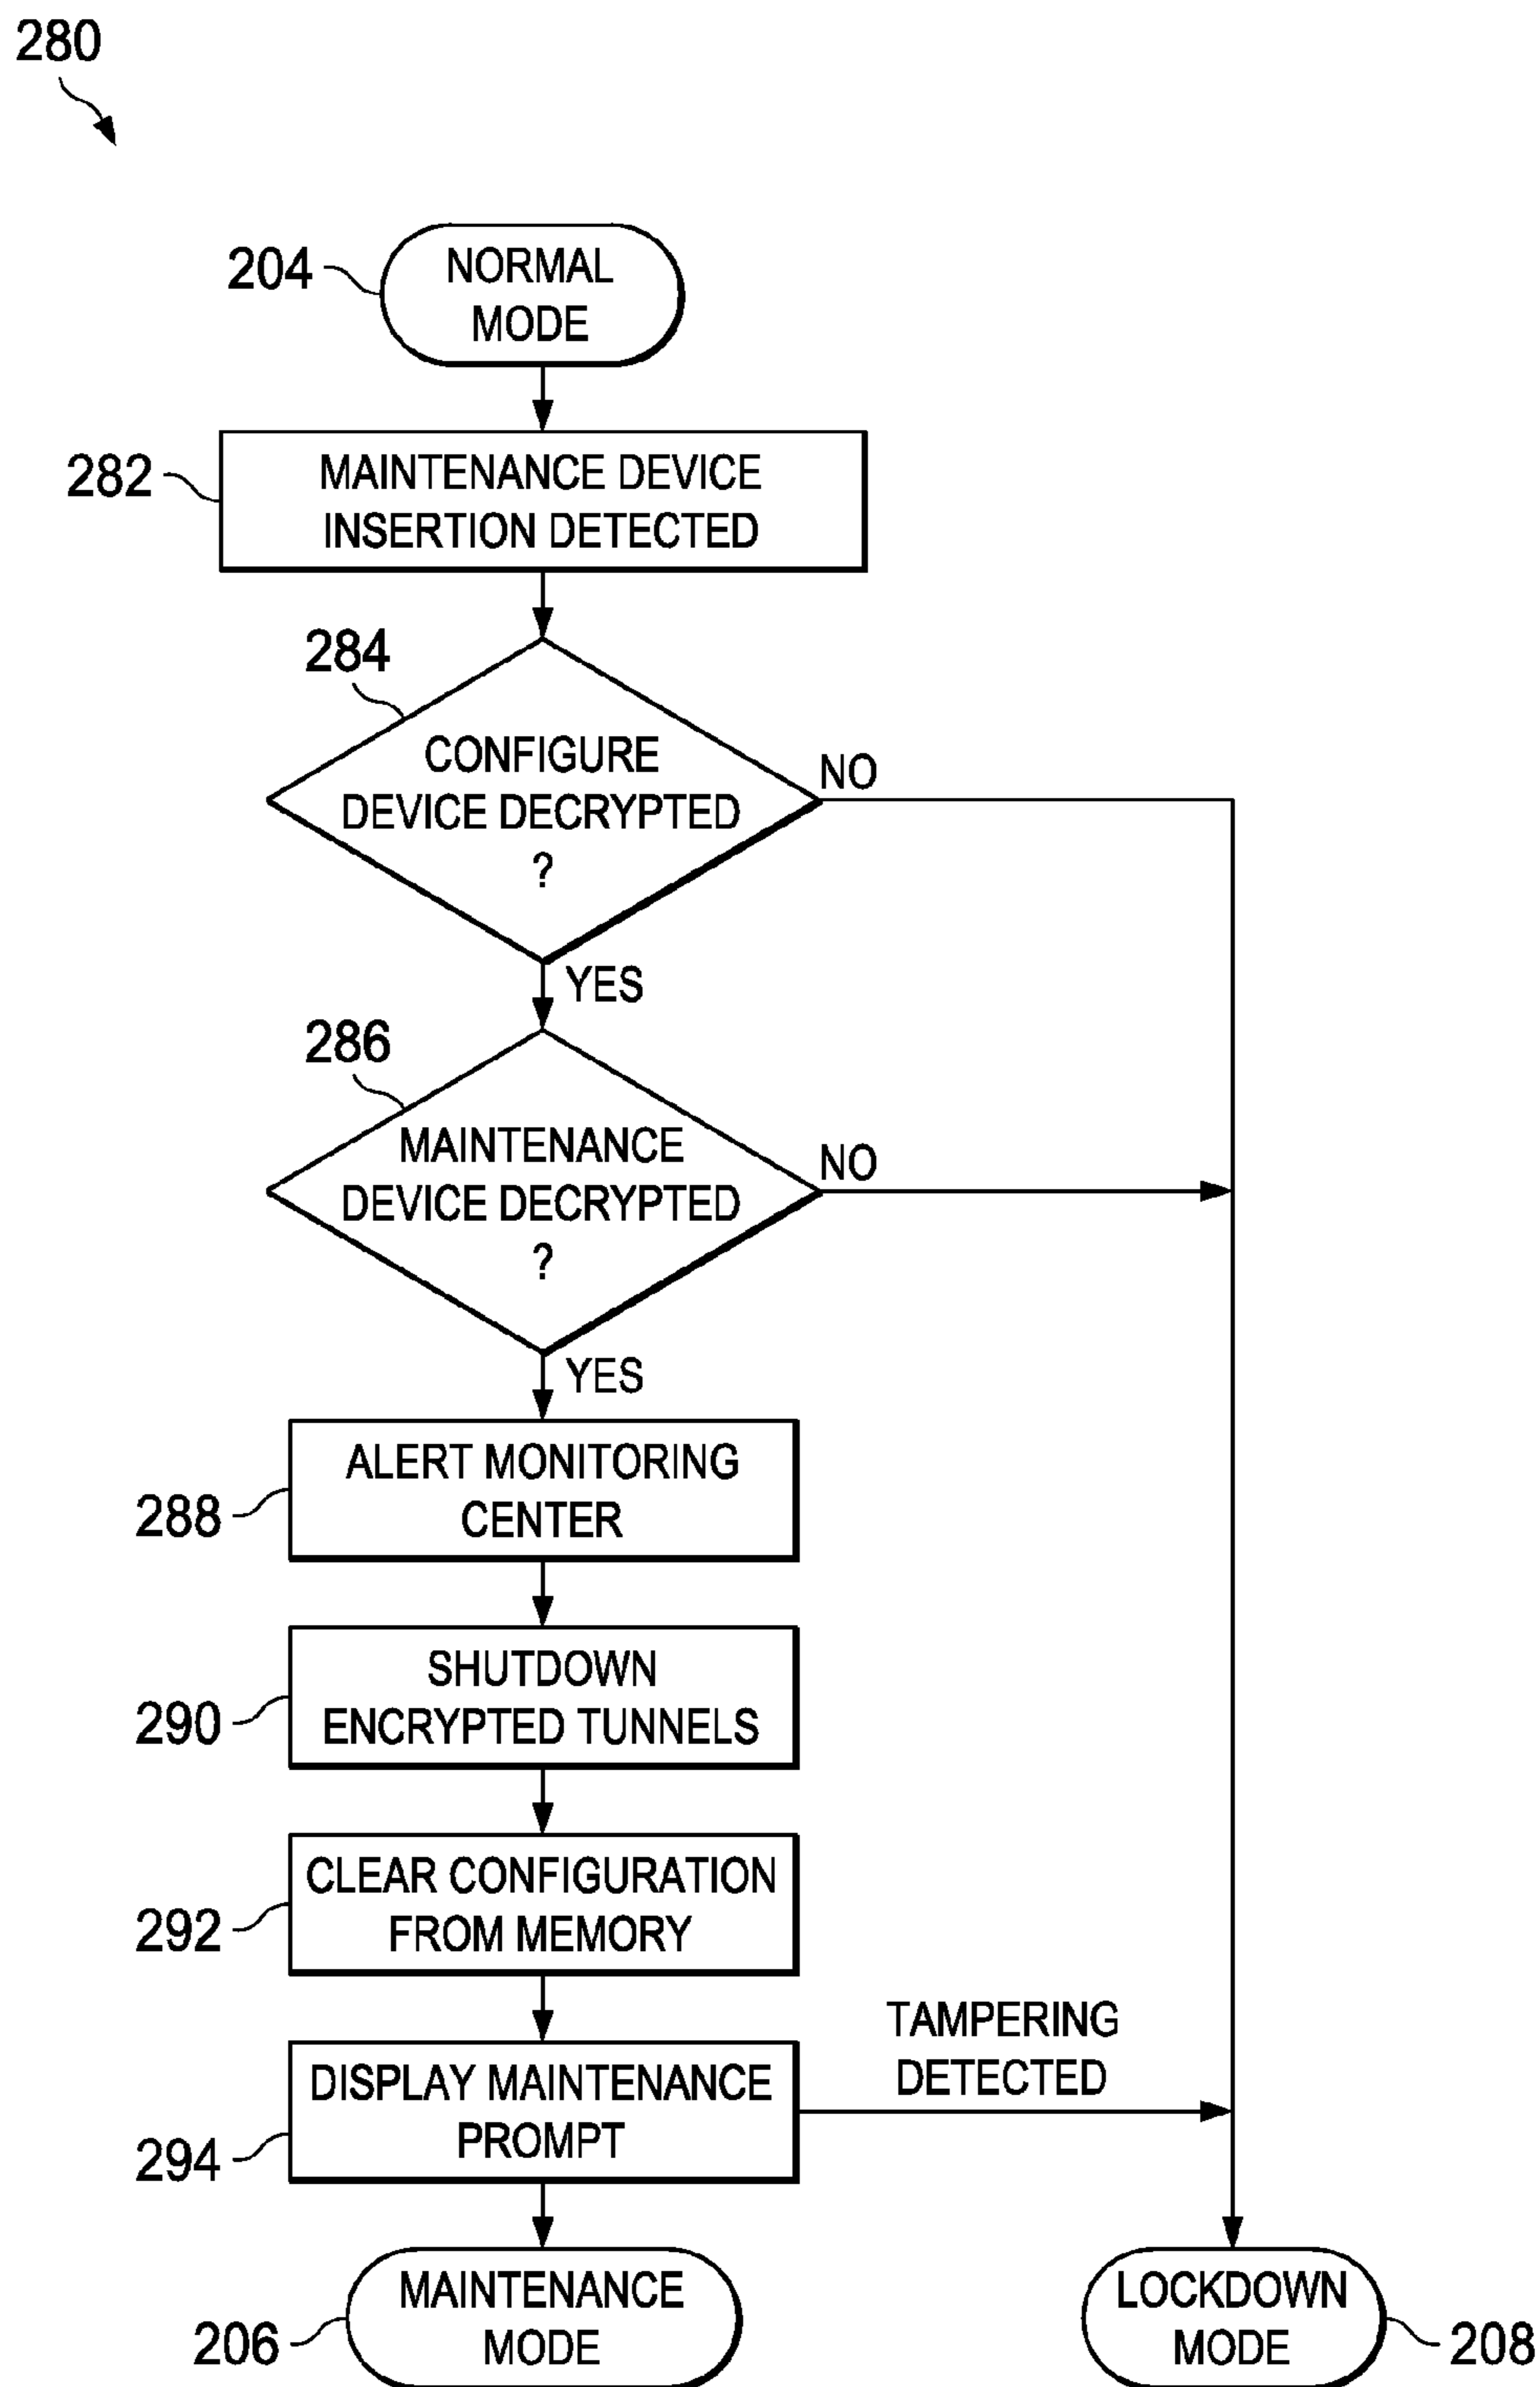 280
204
NORMAL
MODE
282
MAINTENANCE DEVICE
INSERTION DETECTED
284
CONFIGURE
DEVICE DECRYPTED
?
NO
YES
286
MAINTENANCE
DEVICE DECRYPTED
?
NO
YES
288
ALERT MONITORING
CENTER
290
SHUTDOWN
ENCRYPTED TUNNELS
292
CLEAR CONFIGURATION
FROM MEMORY
294
DISPLAY MAINTENANCE
PROMPT
TAMPERING
DETECTED
206
MAINTENANCE
MODE
LOCKDOWN
MODE
208